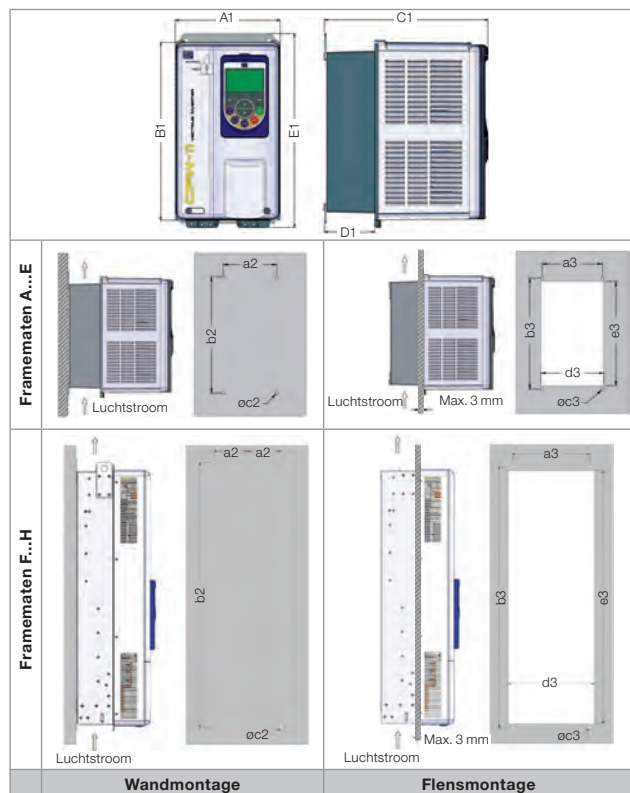 A1
C1
B1
E1
D1
Framematen A...E
a2
b2
Luchtstroom
øc2
a3
b3
e3
d3
Luchtstroom
Max. 3 mm
øc3
Framematen F...H
a2 a2
b2
øc2
Luchtstroom
a3
b3
e3
d3
Max. 3 mm
øc3
Luchtstroom
Wandmontage
Flensmontage